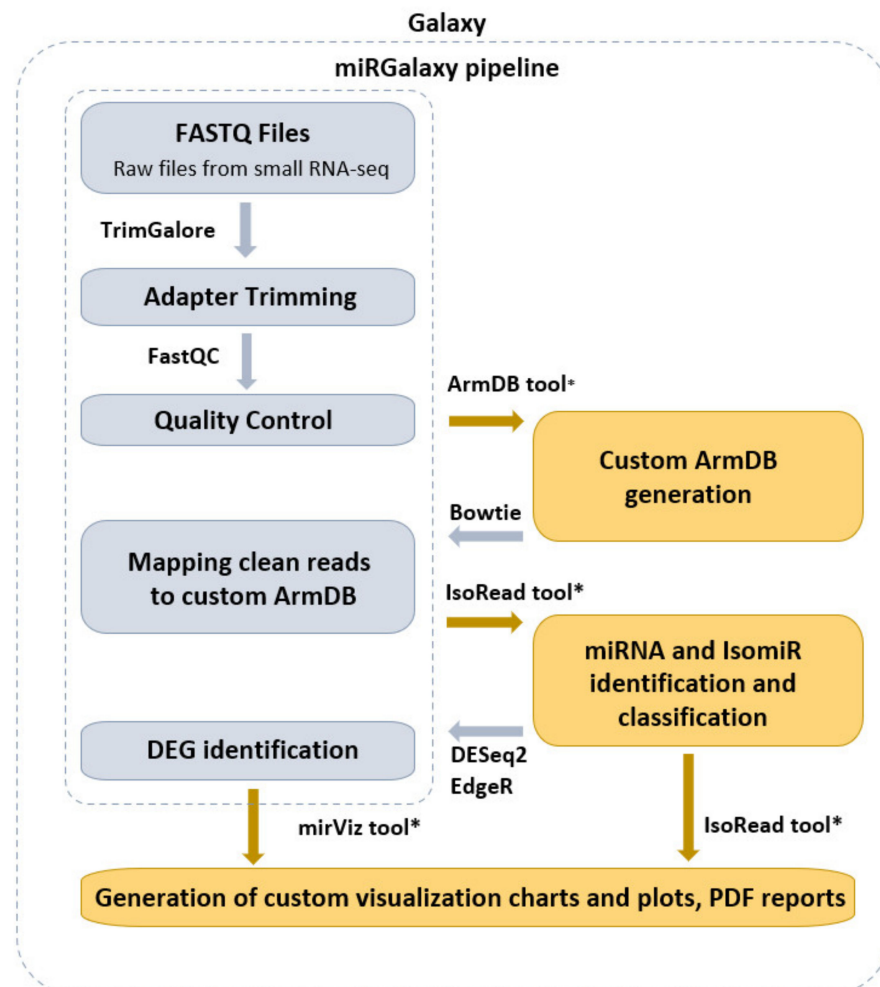 Galaxy
miRGalaxy pipeline
FASTQ Files
Raw files from small RNA-seq
TrimGalore
Adapter Trimming
FastQC
Quality Control
ArmDB tool*
Custom ArmDB
generation
Bowtie
Mapping clean reads
to custom ArmDB
IsoRead tool*
miRNA and IsomiR
identification and
classification
DEG identification
DESeq2
EdgeR
mirViz tool*
IsoRead tool*
Generation of custom visualization charts and plots, PDF reports